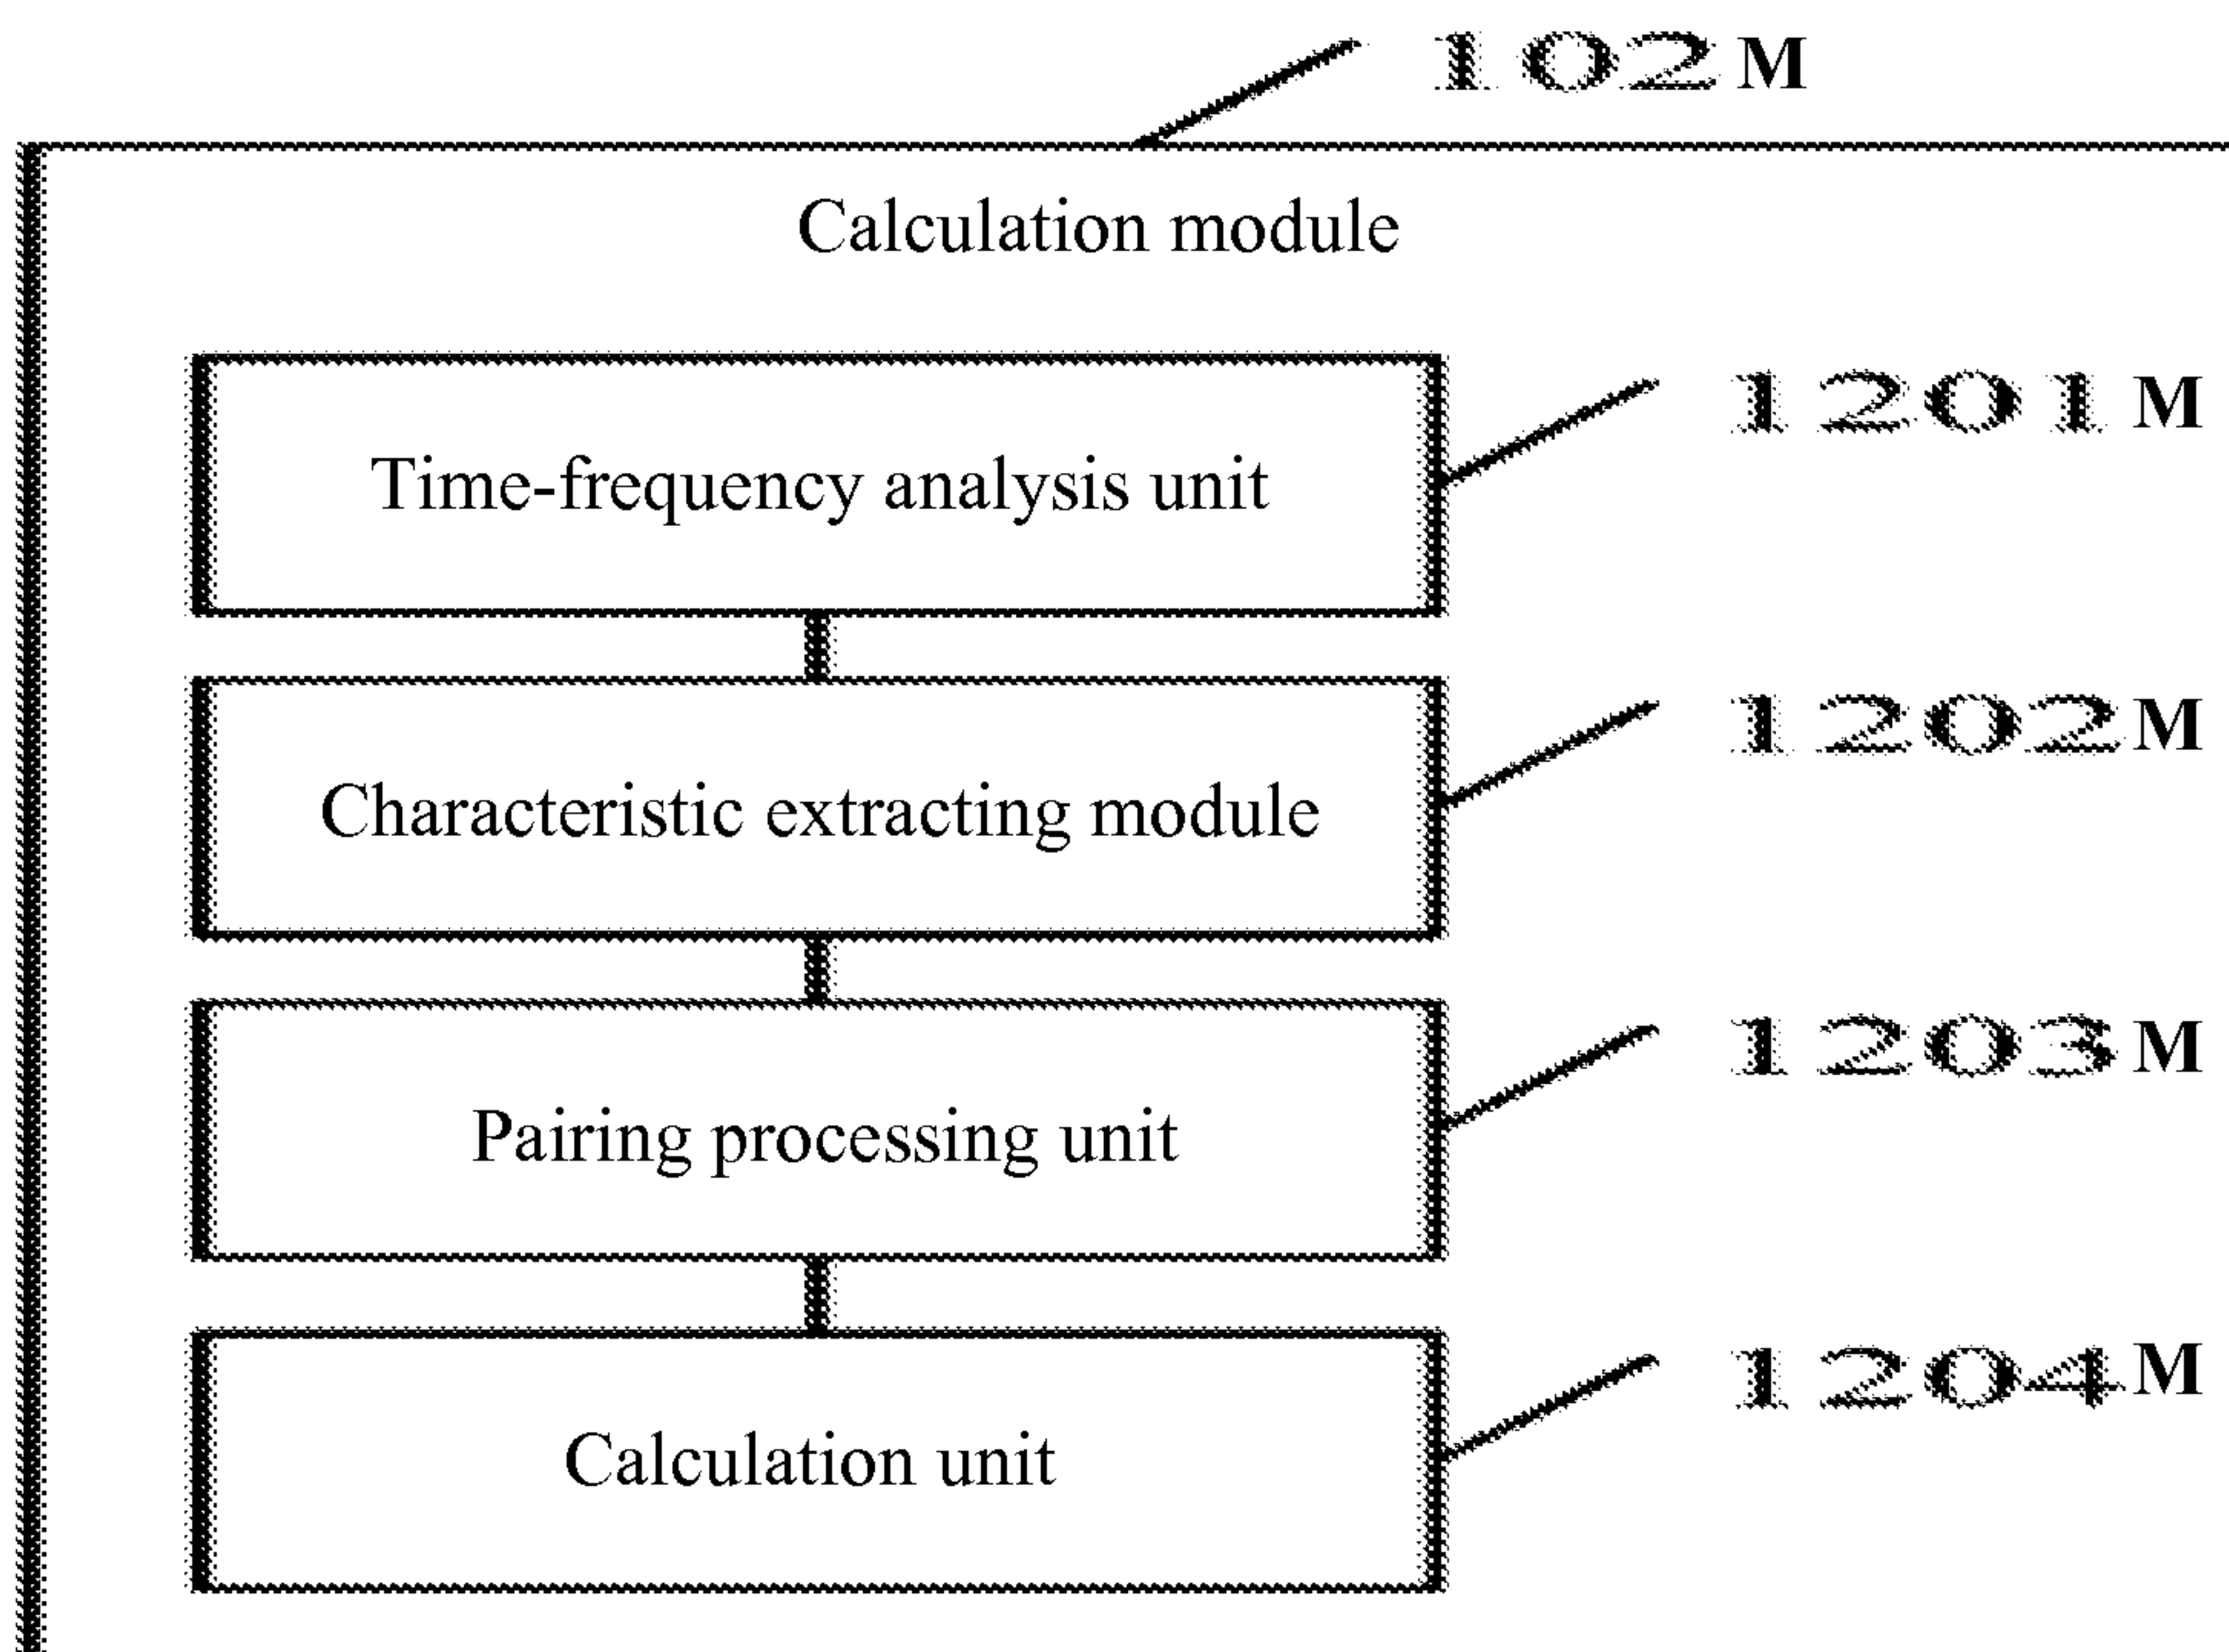 102M
Calculation module
Time-frequency analysis unit
1201M
Characteristic extracting module
1202M
Pairing processing unit
1203M
Calculation unit
1204M